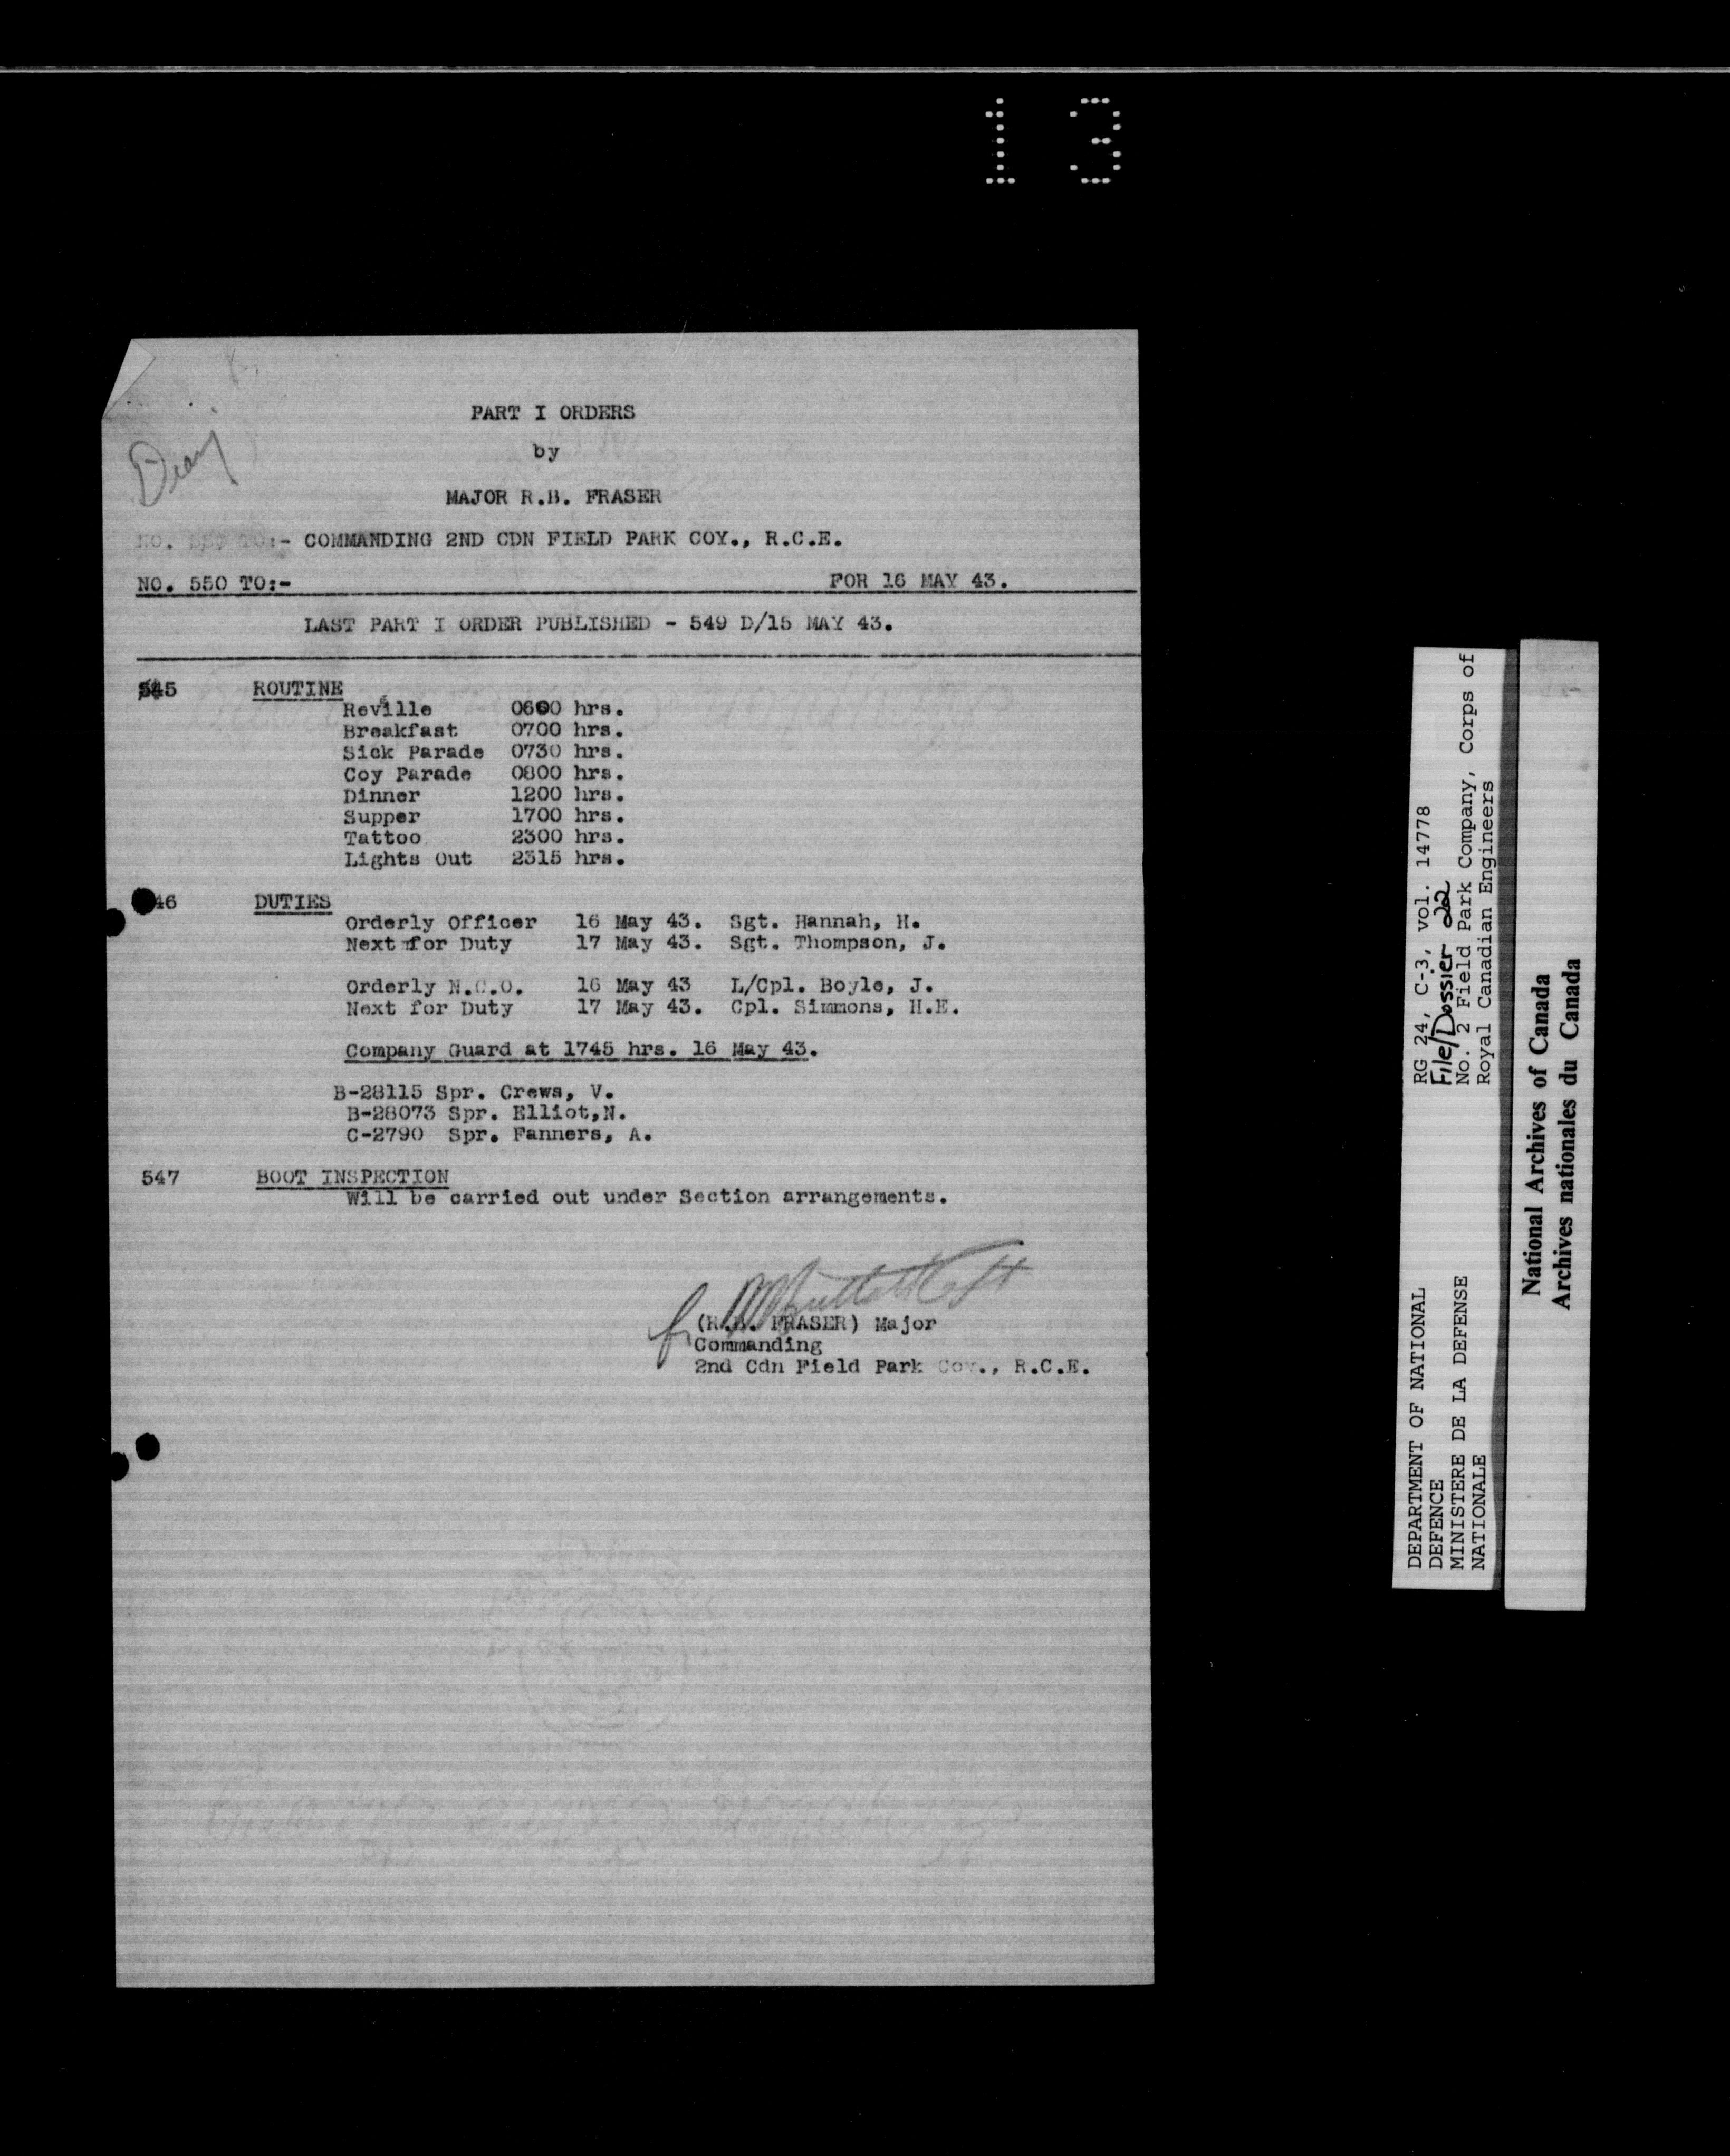 13
Diary
PART I ORDERS
by
MAJOR R.B. FRASER
NO. TO:- COMMANDING 2ND CDN FIELD PARK COY., R.C.E.
NO. 550 TO:- FOR 16 MAY 43.
LAST PART I ORDER PUBLISHED - 549 D/15 MAY 43.
545 ROUTINE
Reville 0600 hrs.
Breakfast 0700 hrs.
Sick Parade 0730 hrs.
Coy Parade 0800 hrs.
Dinner 1200 hrs.
Supper 1700 hrs.
Tattoo 2300 hrs.
Lights Out 2315 hrs.
46 DUTIES
Orderly Officer 16 May 43. Sgt. Hannah, H.
Next for Duty 17 May 43. Sgt. Thompson, J.
Orderly N.C.O. 16 May 43 L/Cpl. Boyle, J.
Next for Duty 17 May 43. Cpl. Simmons, H.E.
Company Guard at 1745 hrs. 16 May 43.
B-28115 Spr. Crews, V.
B-28073 Spr. Elliot,N.
C-2790 Spr. Fanners, A.
547 BOOT INSPECTION
Will be carried out under Section arrangements.
(R.B. FRASER) Major
Commanding
2nd Cdn Field Park Coy., R.C.E.
DEPARTMENT OF NATIONAL
DEFENCE
MINISTERE DE LA DEFENSE
NATIONALE
RG 24, C-3, vol. 14778
File/Dossier 22
No. 2 Field Park Company, Corps of
Royal Canadian Engineers
National Archives of Canada
Archives nationales du Canada